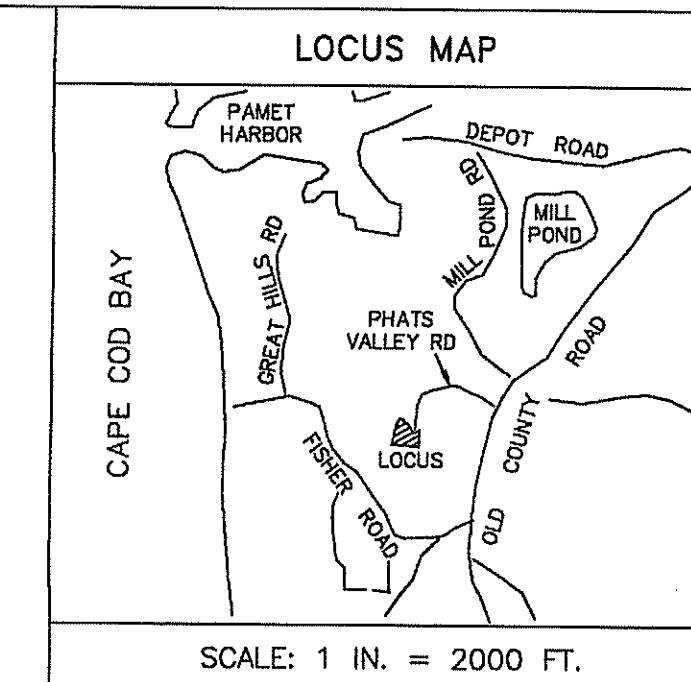 LOCUS MAP
PAMET
HARBOR
DEPOT ROAD
MILL POND RD
MILL
POND
GREAT HILLS RD
CAPE COD BAY
PHATS
VALLEY RD
OLD COUNTY ROAD
LOCUS
FISHER ROAD
SCALE: 1 IN. = 2000 FT.